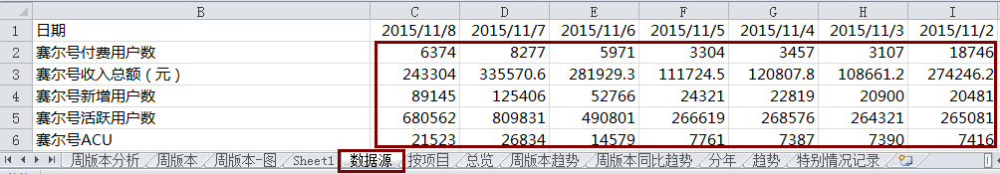 B C D E F G H I
1 日期 2015/11/8 2015/11/7 2015/11/6 2015/11/5 2015/11/4 2015/11/3 2015/11/2
2 赛尔号付费用户数 6374 8277 5971 3304 3457 3107 18746
3 赛尔号收入总额（元） 243304 335570.6 281929.3 111724.5 120807.8 108661.2 274246.2
4 赛尔号新增用户数 89145 125406 52766 24321 22819 20900 20481
5 赛尔号活跃用户数 680562 809831 490801 266619 268576 264321 265081
6 赛尔号ACU 21523 26834 14579 7761 7387 7390 7416
周版本分析 周版本 周版本-图 Sheet1 数据源 按项目 总览 周版本趋势 周版本同比趋势 分年 趋势 特别情况记录